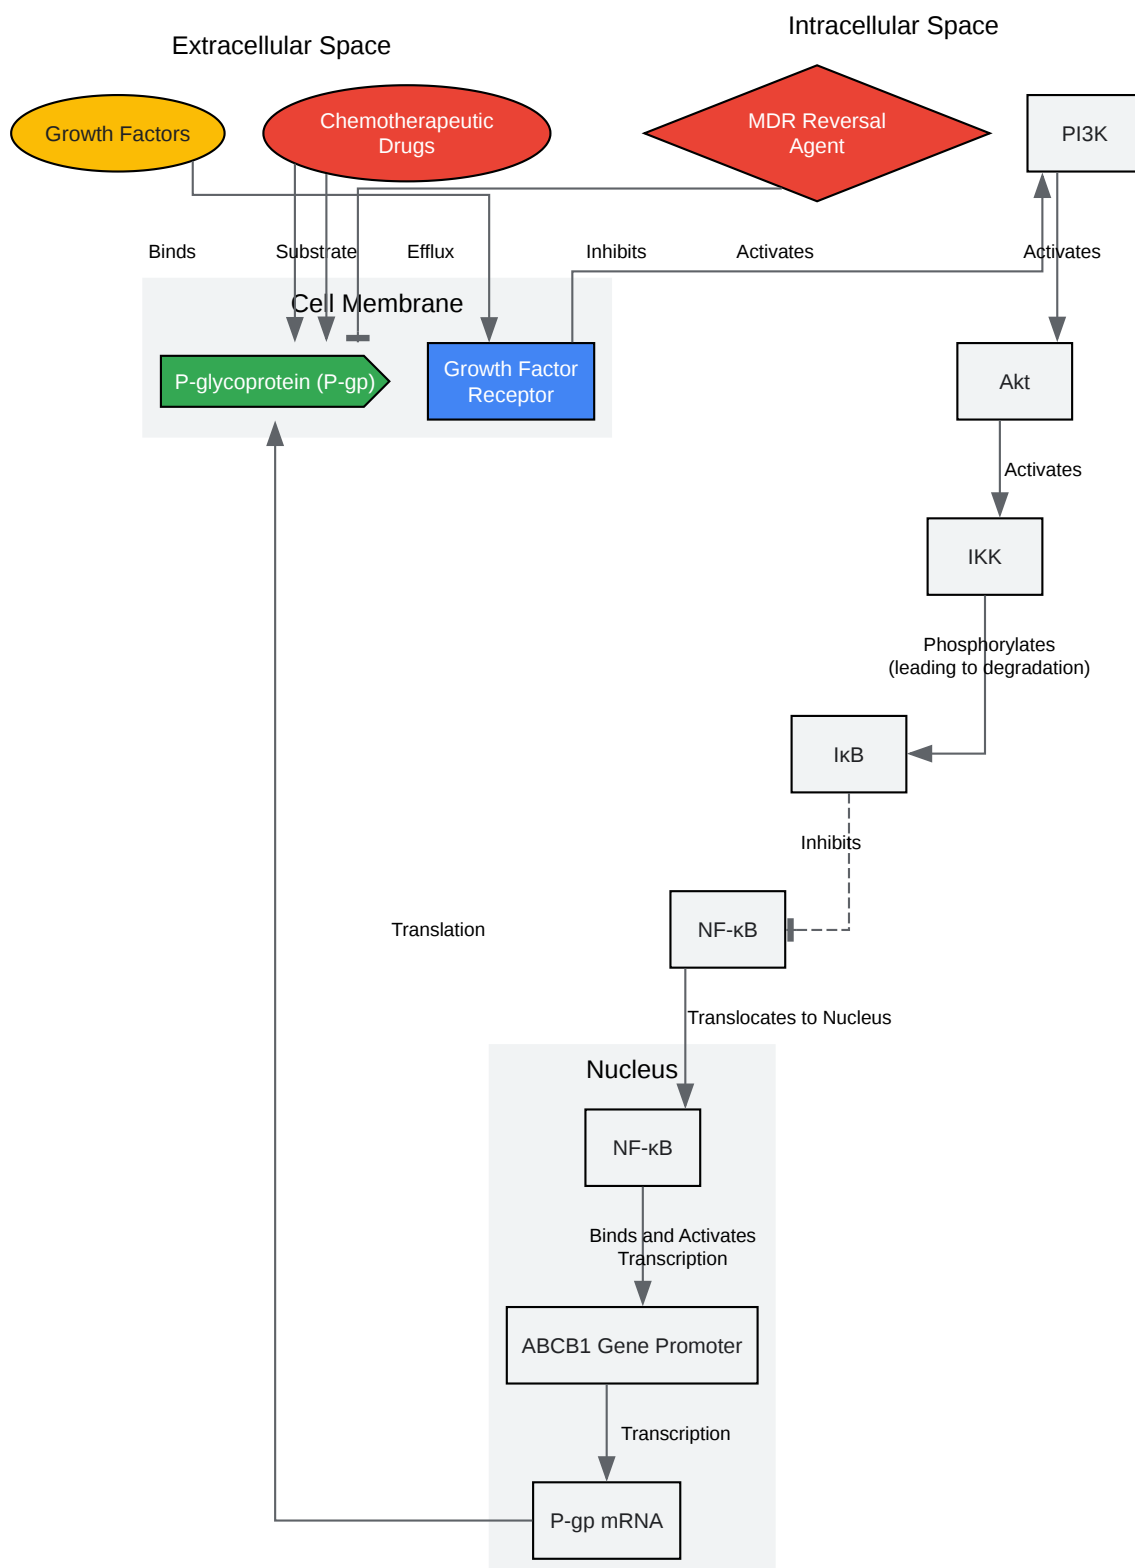 Extracellular Space
Intracellular Space
Growth Factors
Chemotherapeutic
Drugs
MDR Reversal
Agent
PI3K
Binds
Substrate
Efflux
Inhibits
Activates
Activates
Cell Membrane
P-glycoprotein (P-gp)
Growth Factor
Receptor
Akt
Activates
IKK
Phosphorylates
(leading to degradation)
IκB
Inhibits
NF-κB
Translation
Translocates to Nucleus
Nucleus
NF-κB
Binds and Activates
Transcription
ABCB1 Gene Promoter
Transcription
P-gp mRNA